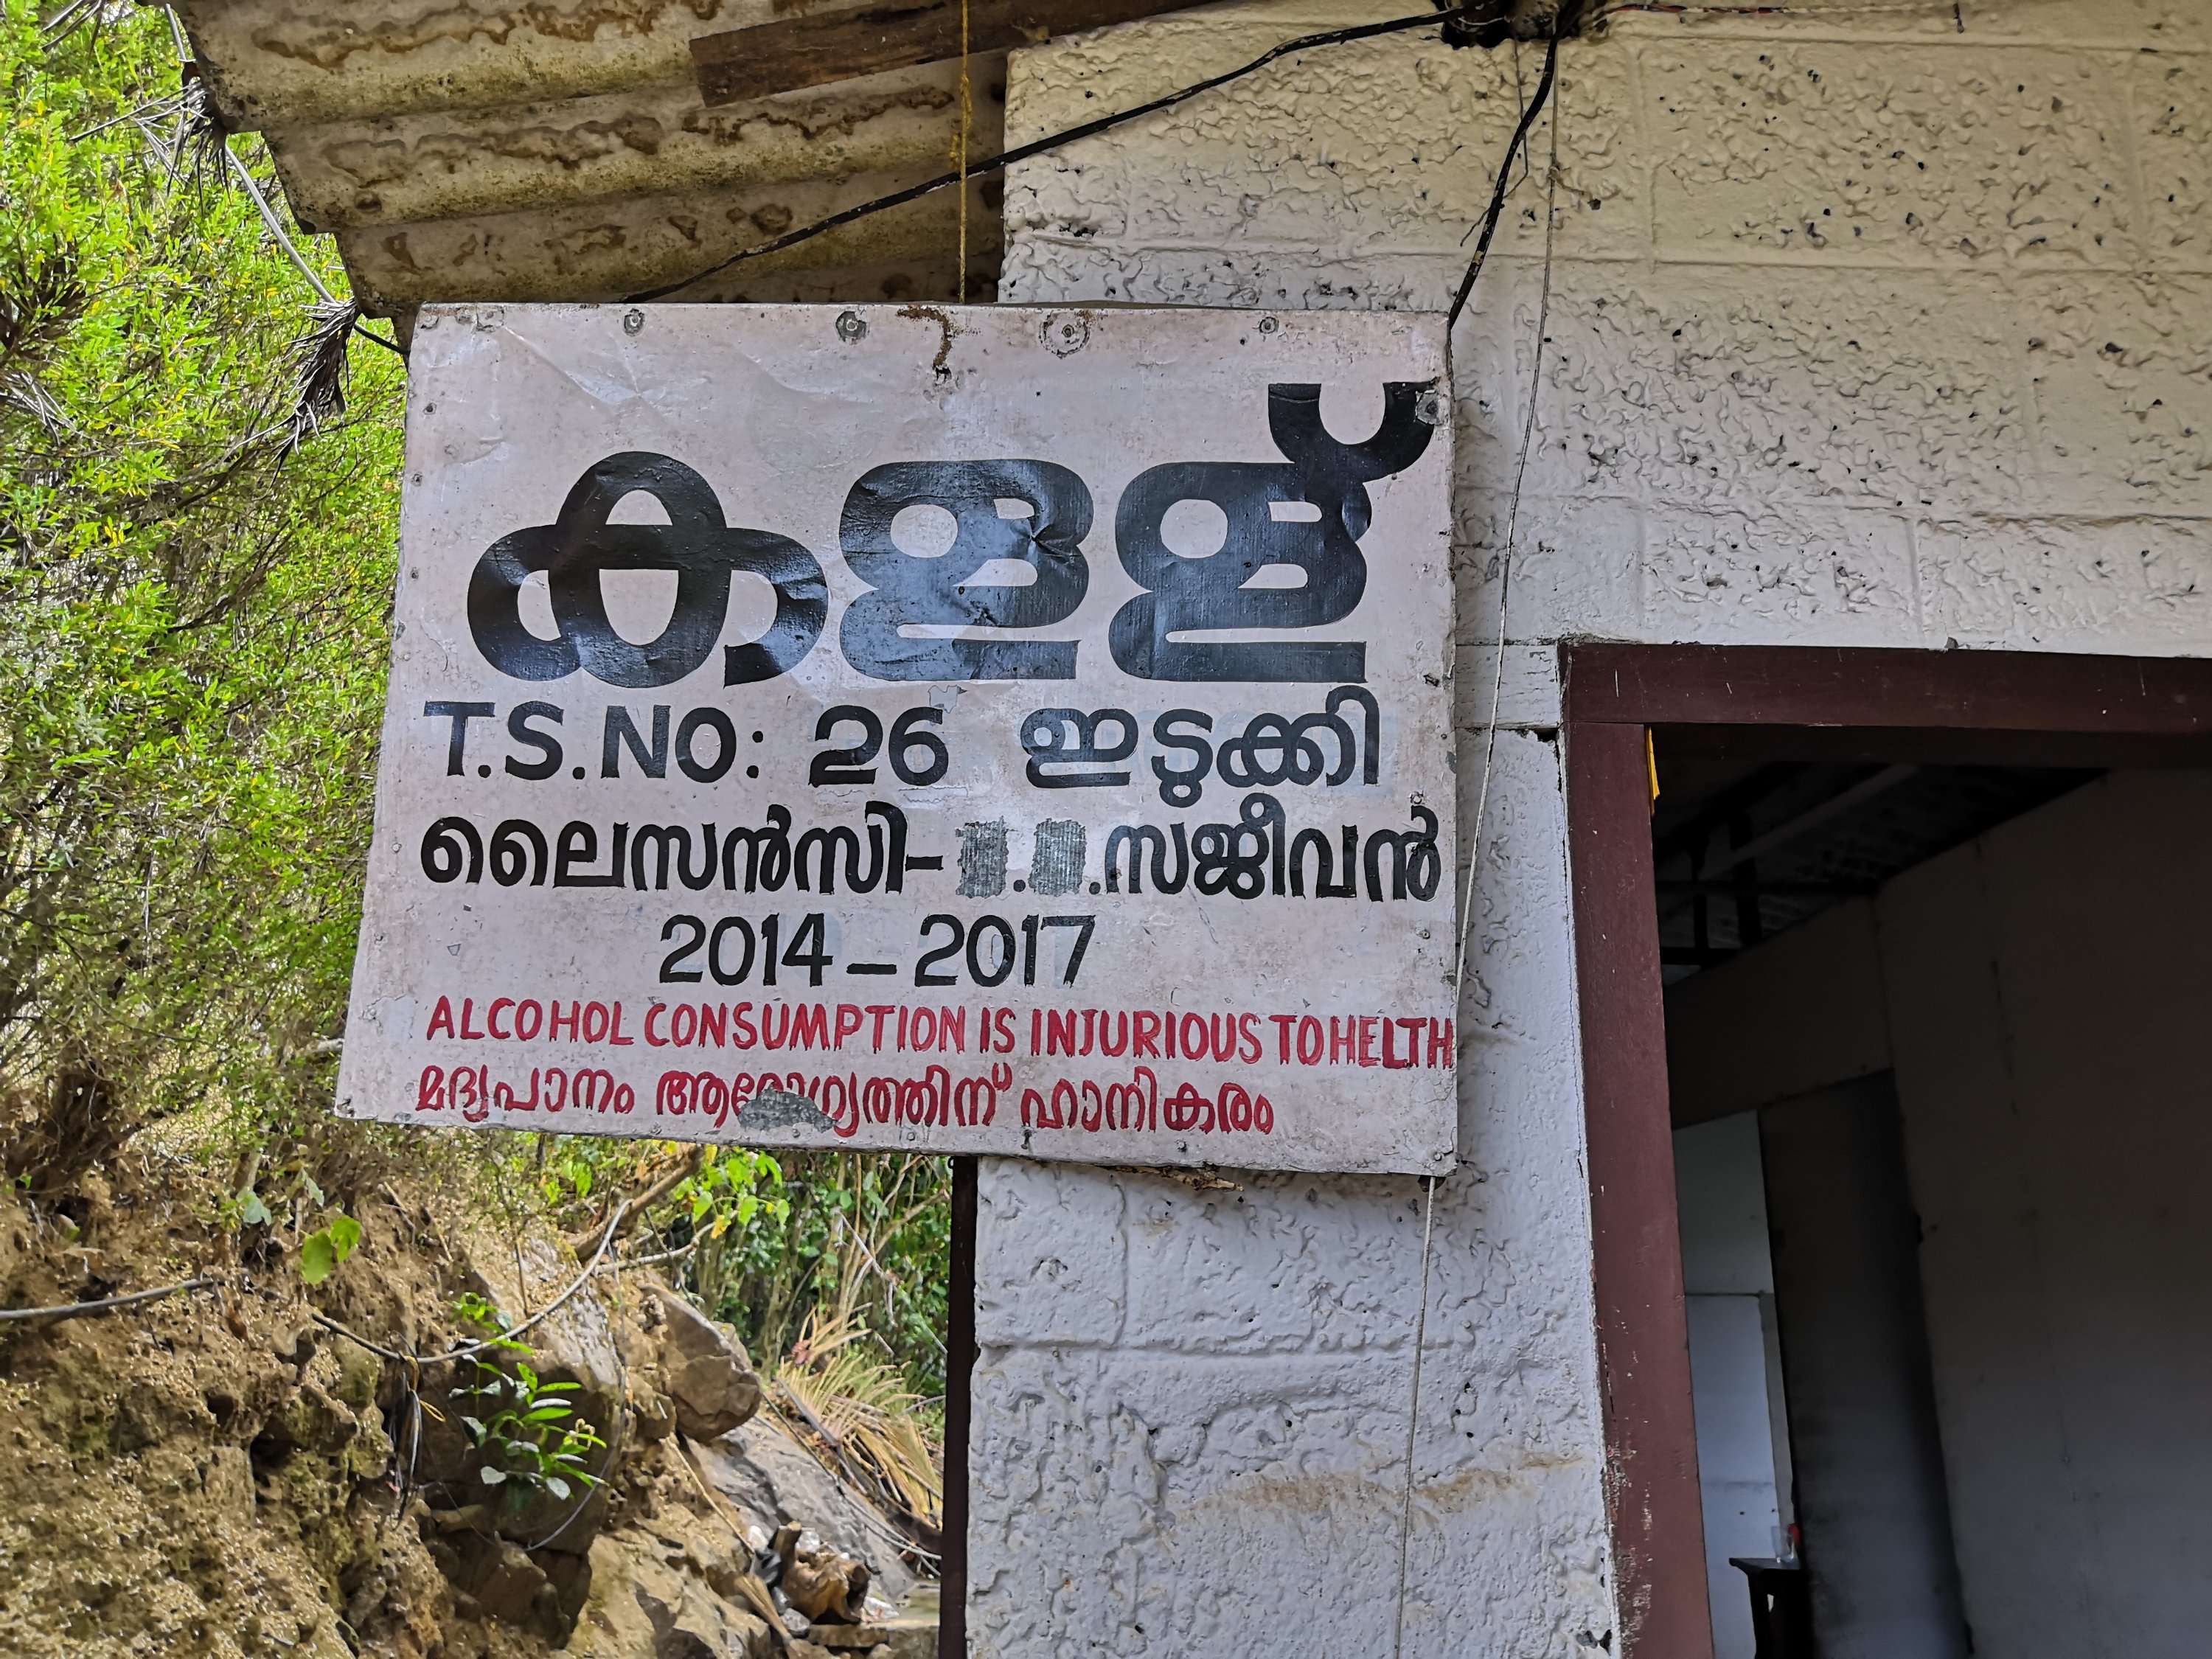 കള്ള്
T.S.NO: 26 ഇടുക്കി
ലൈസൻസി- സജീവൻ
2014 - 2017
ALCOHOL CONSUMPTION IS INJURIOUS TO HELTH
മദ്യപാനം ആരോഗ്യത്തിന് ഹാനികരം